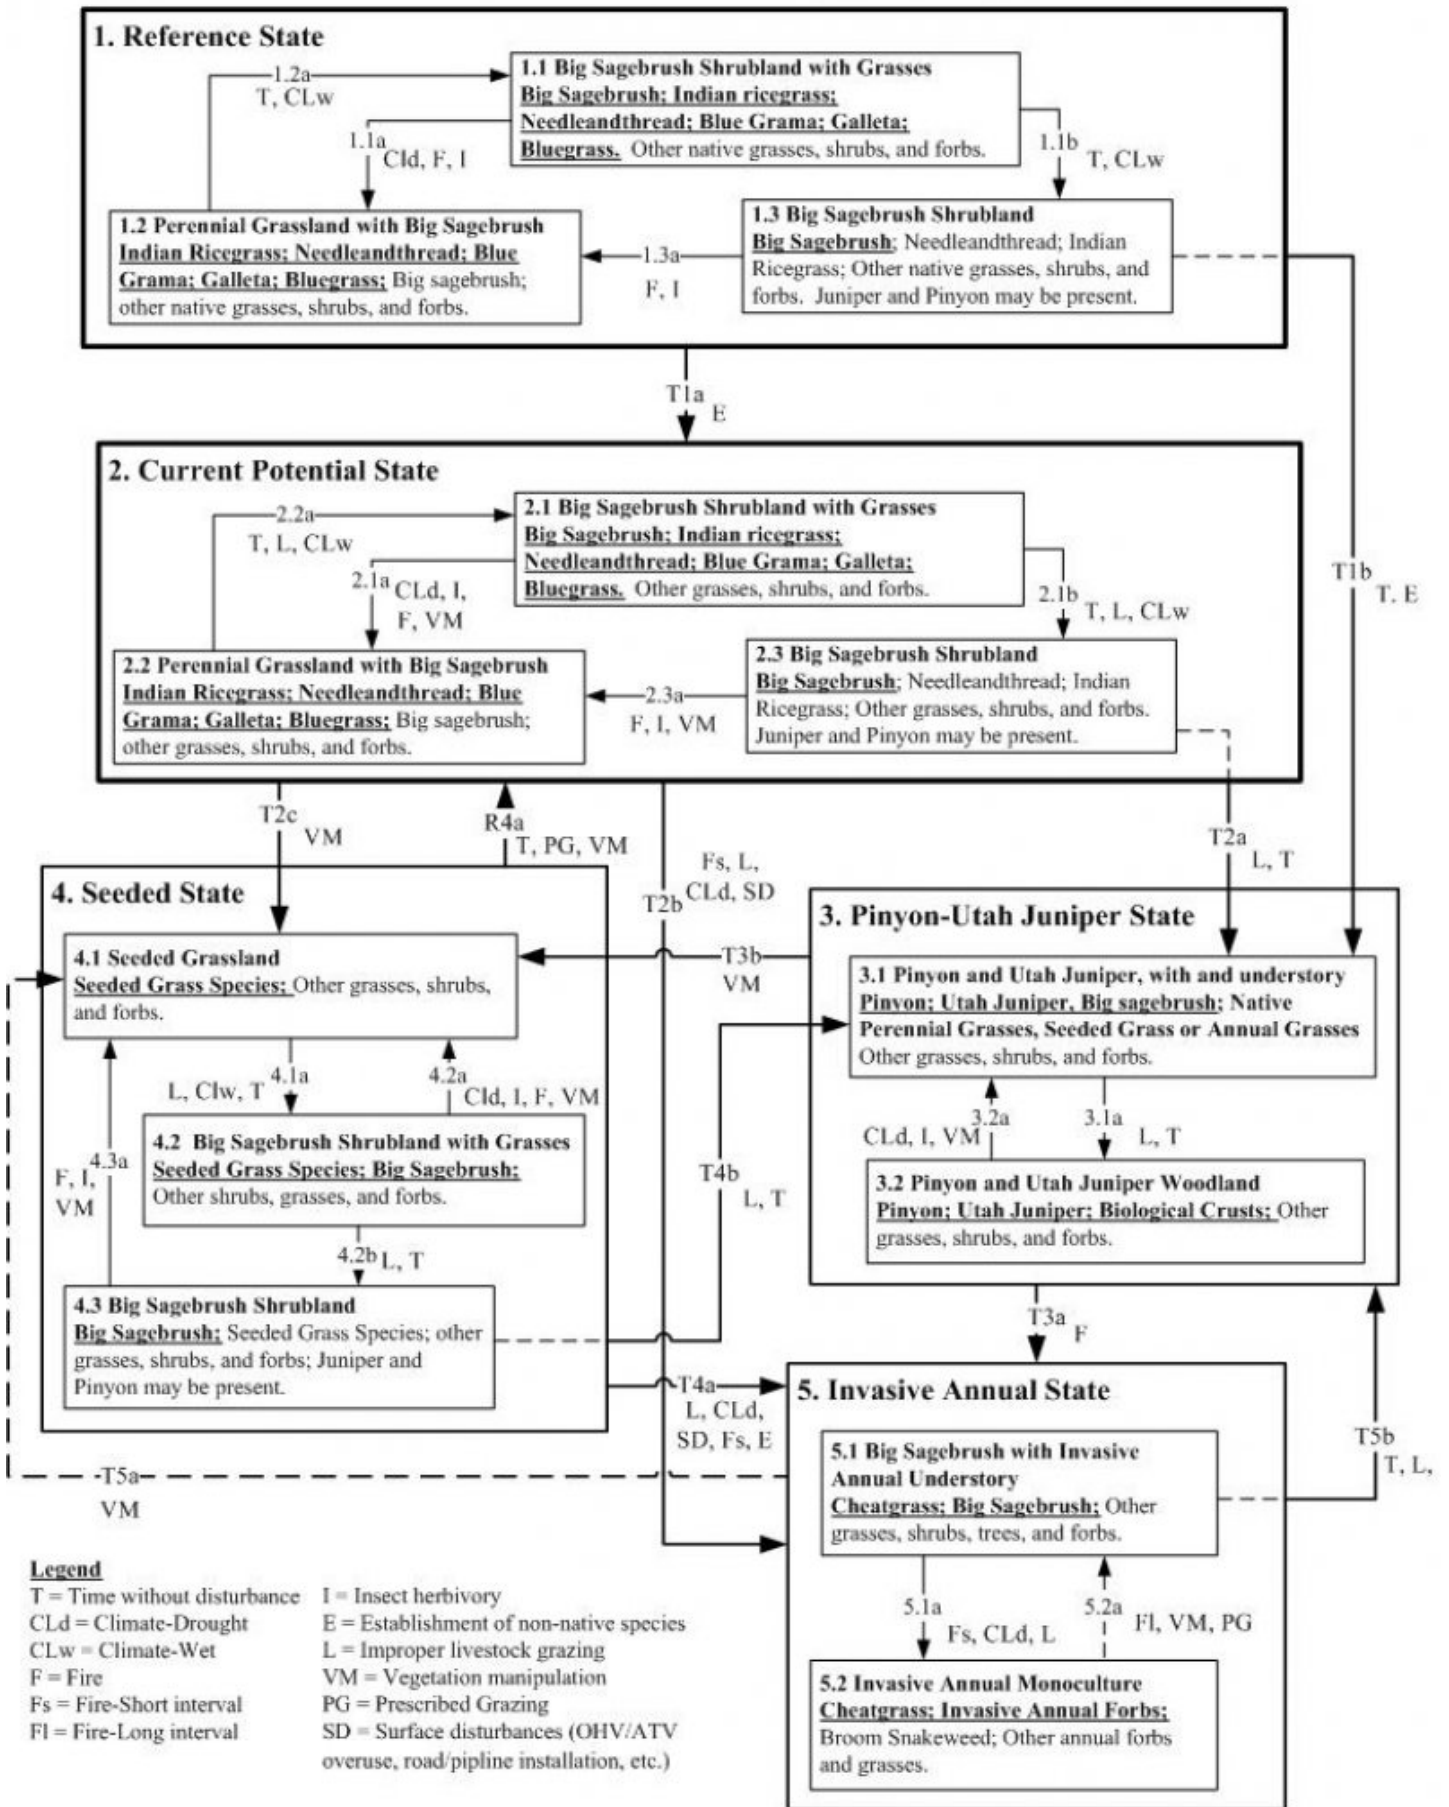 1. Reference State
1.1 Big Sagebrush Shrubland with Grasses
Big Sagebrush; Indian ricegrass;
Needleandthread; Blue Grama; Galleta;
Bluegrass. Other native grasses, shrubs, and forbs.
1.2a
T, CLw
1.1a
Cld, F, I
1.1b
T, CLw
1.2 Perennial Grassland with Big Sagebrush
Indian Ricegrass; Needleandthread; Blue
Grama; Galleta; Bluegrass; Big sagebrush;
other native grasses, shrubs, and forbs.
1.3a
F, I
1.3 Big Sagebrush Shrubland
Big Sagebrush; Needleandthread; Indian
Ricegrass; Other native grasses, shrubs, and
forbs. Juniper and Pinyon may be present.
T1a
E
T1b
T. E
2. Current Potential State
2.1 Big Sagebrush Shrubland with Grasses
Big Sagebrush; Indian ricegrass;
Needleandthread; Blue Grama; Galleta;
Bluegrass. Other grasses, shrubs, and forbs.
2.2a
T, L, CLw
2.1a
CLd, I,
F, VM
2.1b
T, L, CLw
2.2 Perennial Grassland with Big Sagebrush
Indian Ricegrass; Needleandthread; Blue
Grama; Galleta; Bluegrass; Big sagebrush;
other grasses, shrubs, and forbs.
2.3a
F, I, VM
2.3 Big Sagebrush Shrubland
Big Sagebrush; Needleandthread; Indian
Ricegrass; Other grasses, shrubs, and forbs.
Juniper and Pinyon may be present.
T2c
VM
R4a
T, PG, VM
T2b
Fs, L,
CLd, SD
T2a
L, T
4. Seeded State
4.1 Seeded Grassland
Seeded Grass Species; Other grasses, shrubs,
and forbs.
4.1a
L, Clw, T
4.2a
Cld, I, F, VM
4.2 Big Sagebrush Shrubland with Grasses
Seeded Grass Species; Big Sagebrush;
Other shrubs, grasses, and forbs.
4.3a
F, I,
VM
4.2b
L, T
4.3 Big Sagebrush Shrubland
Big Sagebrush; Seeded Grass Species; other
grasses, shrubs, and forbs; Juniper and
Pinyon may be present.
T3b
VM
T4b
L, T
3. Pinyon-Utah Juniper State
3.1 Pinyon and Utah Juniper, with and understory
Pinyon; Utah Juniper, Big sagebrush; Native
Perennial Grasses, Seeded Grass or Annual Grasses
Other grasses, shrubs, and forbs.
3.2a
CLd, I, VM
3.1a
L, T
3.2 Pinyon and Utah Juniper Woodland
Pinyon; Utah Juniper; Biological Crusts; Other
grasses, shrubs, and forbs.
T3a
F
T4a
L, CLd,
SD, Fs, E
T5a
VM
T5b
T, L,
5. Invasive Annual State
5.1 Big Sagebrush with Invasive
Annual Understory
Cheatgrass; Big Sagebrush; Other
grasses, shrubs, trees, and forbs.
5.1a
Fs, CLd, L
5.2a
Fl, VM, PG
5.2 Invasive Annual Monoculture
Cheatgrass; Invasive Annual Forbs;
Broom Snakeweed; Other annual forbs
and grasses.
Legend
T = Time without disturbance
CLd = Climate-Drought
CLw = Climate-Wet
F = Fire
Fs = Fire-Short interval
Fl = Fire-Long interval
I = Insect herbivory
E = Establishment of non-native species
L = Improper livestock grazing
VM = Vegetation manipulation
PG = Prescribed Grazing
SD = Surface disturbances (OHV/ATV
overuse, road/pipline installation, etc.)